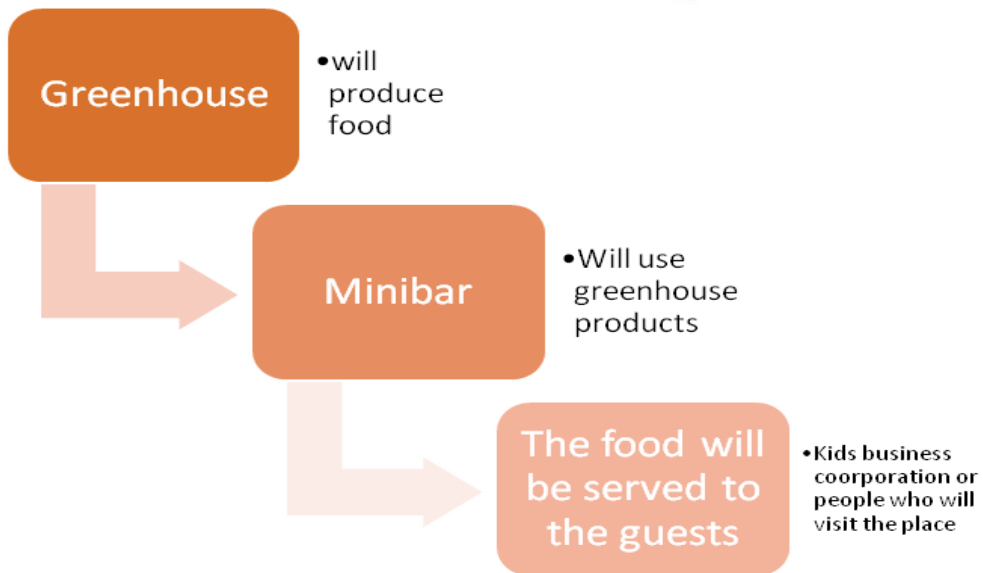 Greenhouse
•will
produce
food
Minibar
•Will use
greenhouse
products
The food will
be served to
the guests
•Kids business
coorporation or
people who will
visit the place